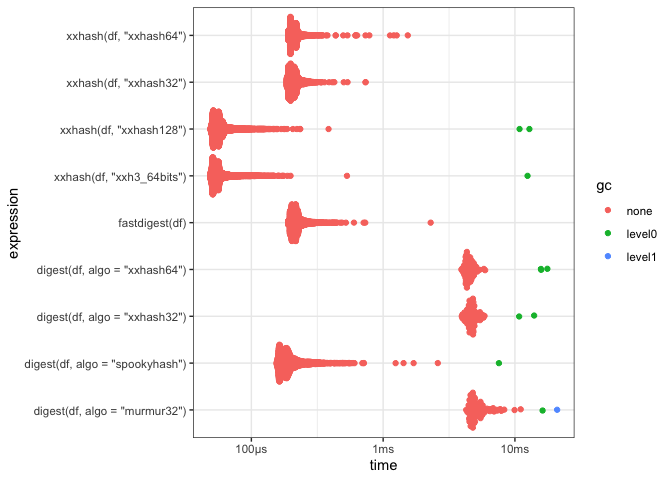 xxhash(df, "xxhash64")
xxhash(df, "xxhash32")
xxhash(df, "xxhash128")
xxhash(df, "xxh3_64bits")
fastdigest(df)
digest(df, algo = "xxhash64")
digest(df, algo = "xxhash32")
digest(df, algo = "spookyhash")
digest(df, algo = "murmur32")
expression
100µs 1ms 10ms
time
gc
none
level0
level1